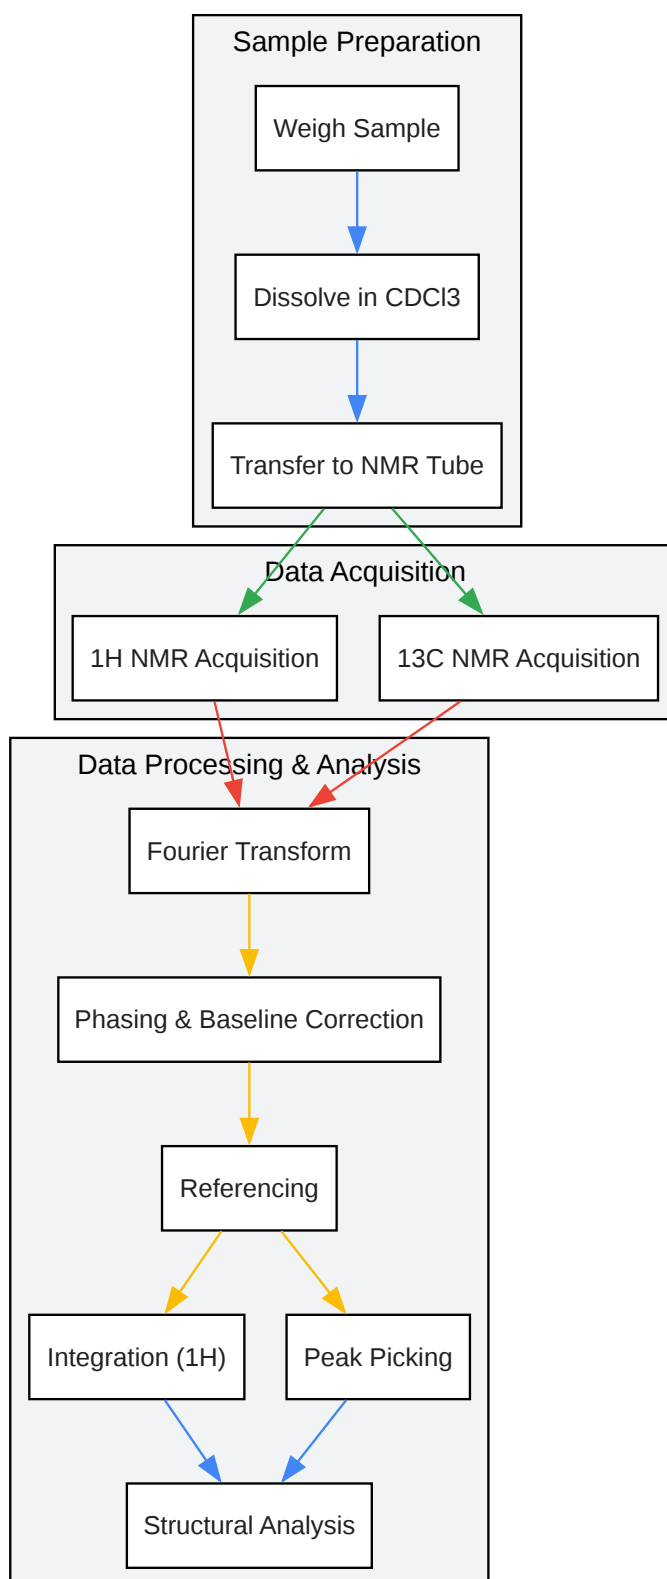 Sample Preparation
Weigh Sample
Dissolve in CDCl3
Transfer to NMR Tube
Data Acquisition
1H NMR Acquisition
13C NMR Acquisition
Data Processing & Analysis
Fourier Transform
Phasing & Baseline Correction
Referencing
Integration (1H)
Peak Picking
Structural Analysis